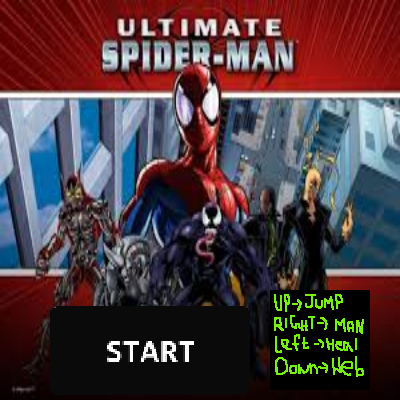 ULTIMATE
SPIDER-MAN
START
UP→JUMP
RIGHT→ MAN
Left→Heal
Down→Web